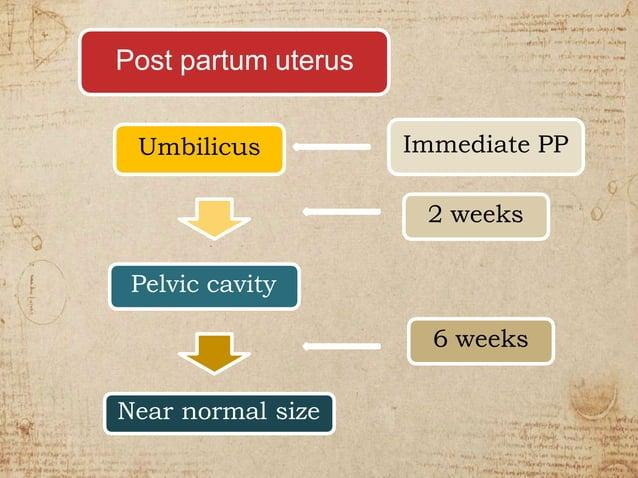 Post partum uterus
Umbilicus
Immediate PP
2 weeks
Pelvic cavity
6 weeks
Near normal size